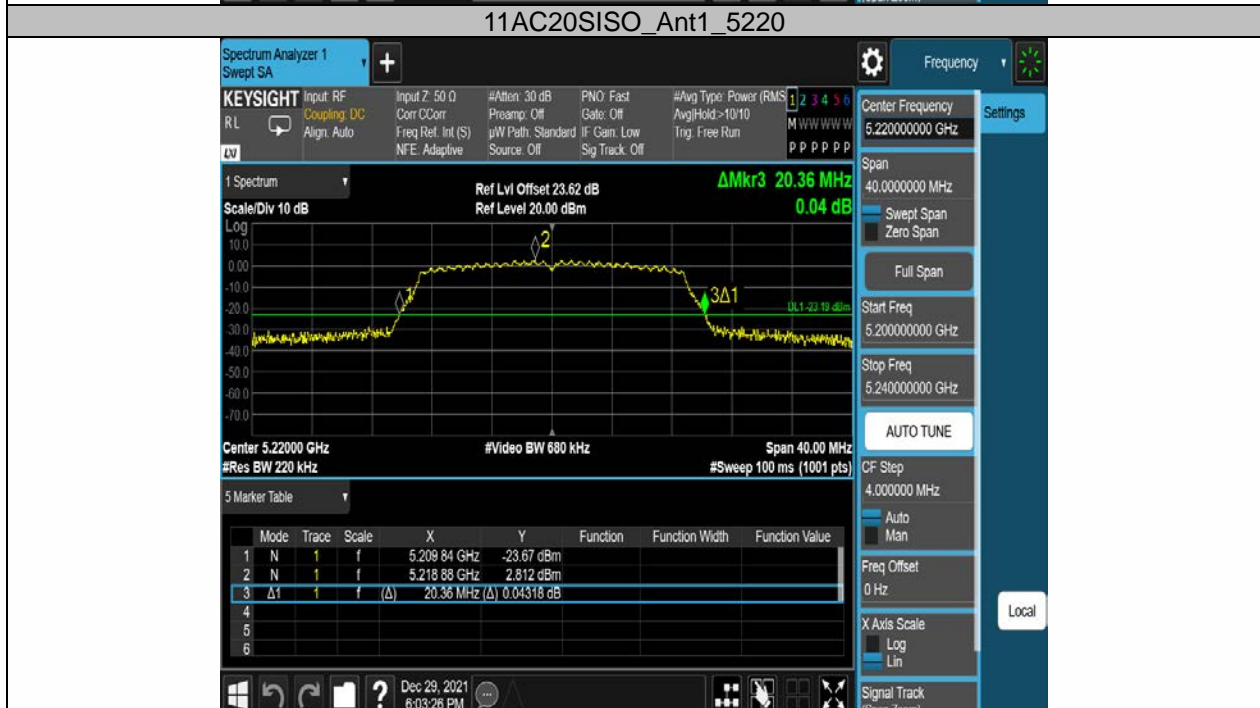 11AC20SISO_Ant1_5220
Spectrum Analyzer 1
Swept SA
Frequency
KEYSIGHT
RL
LXI
Input: RF
Coupling: DC
Align: Auto
Input Z: 50 Ω
Corr CCorr
Freq Ref: Int (S)
NFE: Adaptive
#Atten: 30 dB
Preamp: Off
µW Path: Standard
Source: Off
PNO: Fast
Gate: Off
IF Gain: Low
Sig Track: Off
#Avg Type: Power (RMS
Avg|Hold:>10/10
Trig: Free Run
1 2 3 4 5 6
M W W W W W
P P P P P P
Center Frequency
5.220000000 GHz
Settings
Span
40.0000000 MHz
Swept Span
Zero Span
Full Span
Start Freq
5.200000000 GHz
Stop Freq
5.240000000 GHz
AUTO TUNE
CF Step
4.000000 MHz
Auto
Man
Freq Offset
0 Hz
X Axis Scale
Log
Lin
Signal Track
Local
1 Spectrum
Scale/Div 10 dB
Ref Lvl Offset 23.62 dB
Ref Level 20.00 dBm
ΔMkr3 20.36 MHz
0.04 dB
Log
10.0
0.00
-10.0
-20.0
-30.0
-40.0
-50.0
-60.0
-70.0
1
2
3Δ1
DL1 -23.19 dBm
Center 5.22000 GHz
#Video BW 680 kHz
Span 40.00 MHz
#Res BW 220 kHz
#Sweep 100 ms (1001 pts)
5 Marker Table
Mode Trace Scale X Y Function Function Width Function Value
1 N 1 f 5.209 84 GHz -23.67 dBm
2 N 1 f 5.218 88 GHz 2.812 dBm
3 Δ1 1 f (Δ) 20.36 MHz (Δ) 0.04318 dB
4
5
6
?
Dec 29, 2021
6:03:26 PM